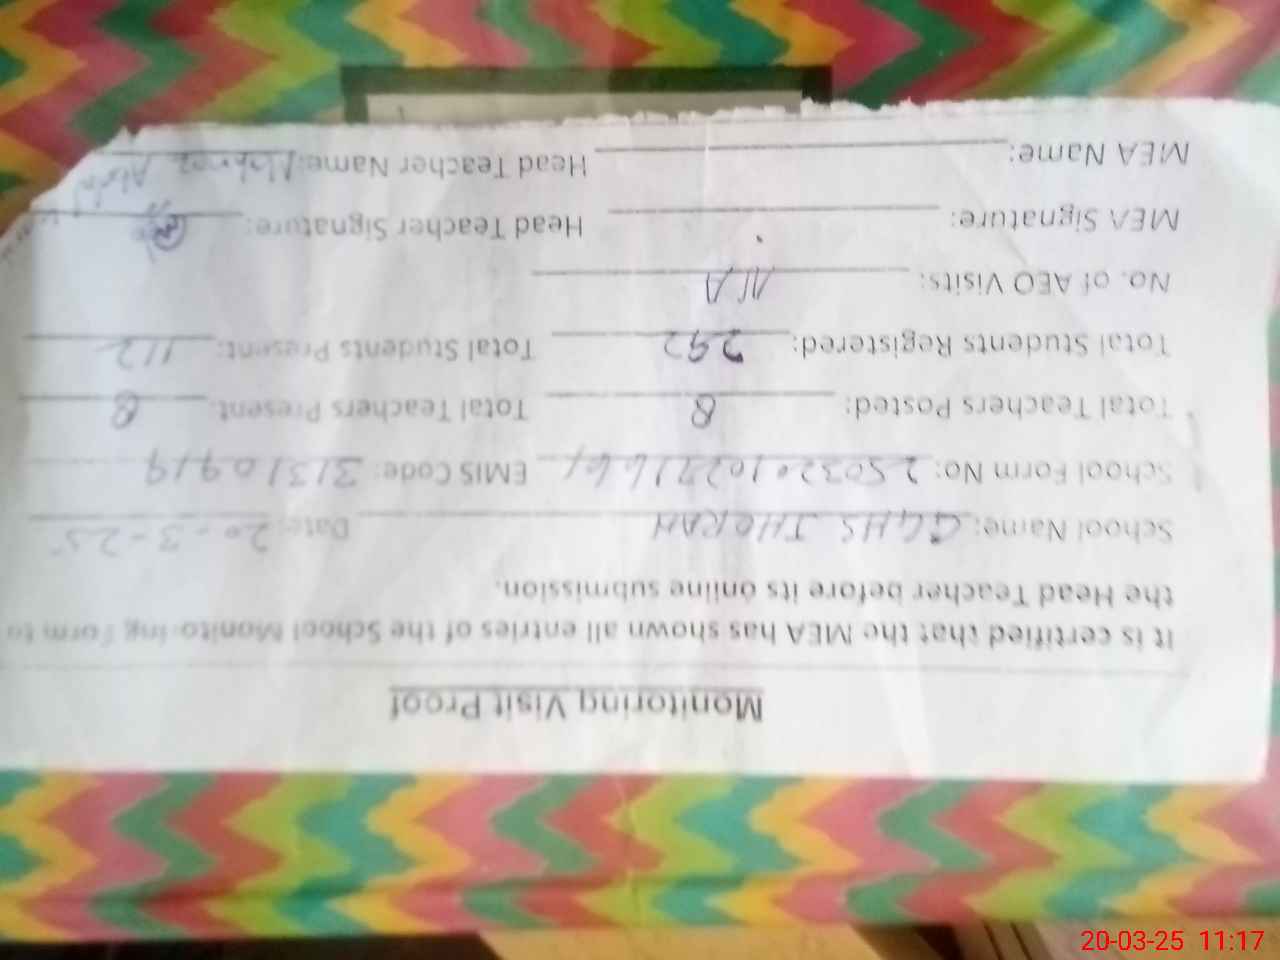 Monitoring Visit Proof
It is certified that the MEA has shown all entries of the School Monitoring Form to
the Head Teacher before its online submission.
School Name: GGHS JHORAH Date: 20-3-25
School Form No: EMIS Code: 31310919
Total Teachers Posted: 8 Total Teachers Present: 8
Total Students Registered: 292 Total Students Present: 112
No. of AEO Visits: N/A
MEA Signature: Head Teacher Signature:
MEA Name: Head Teacher Name:
20-03-25 11:17